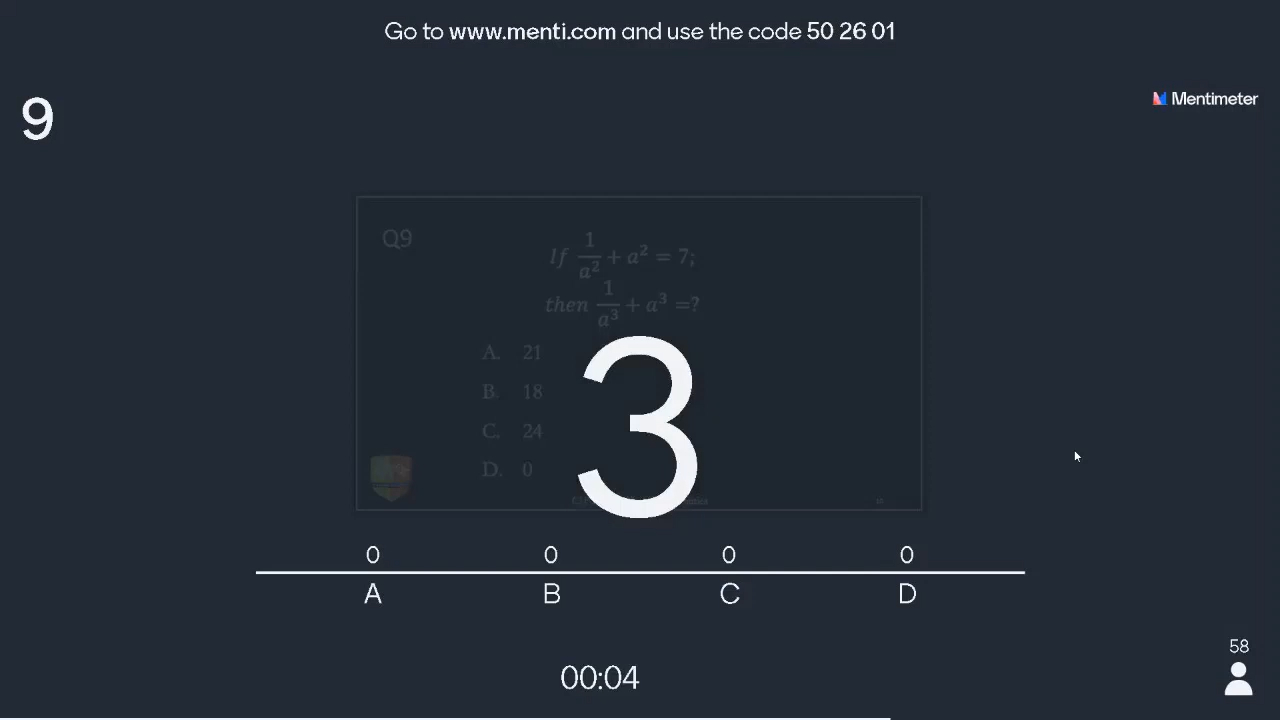 Go to www.menti.com and use the code 50 26 01
9
Mentimeter
Q9
If 1/a² + a² = 7;
then 1/a³ + a³ =?
A. 21
B. 18
C. 24
D. 0
3
0 0 0 0
A B C D
58
00:04